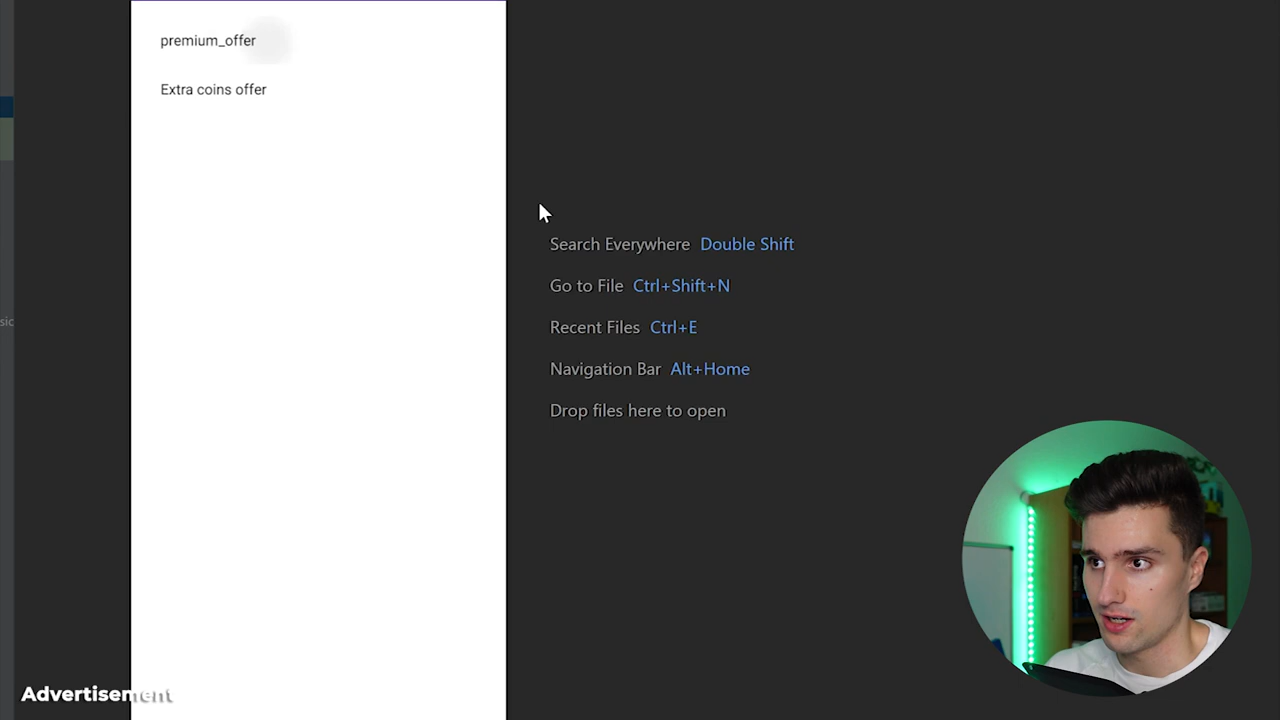 premium_offer
Extra coins offer
Search Everywhere Double Shift
Go to File Ctrl+Shift+N
sic
Recent Files Ctrl+E
Navigation Bar Alt+Home
Drop files here to open
Advertisement